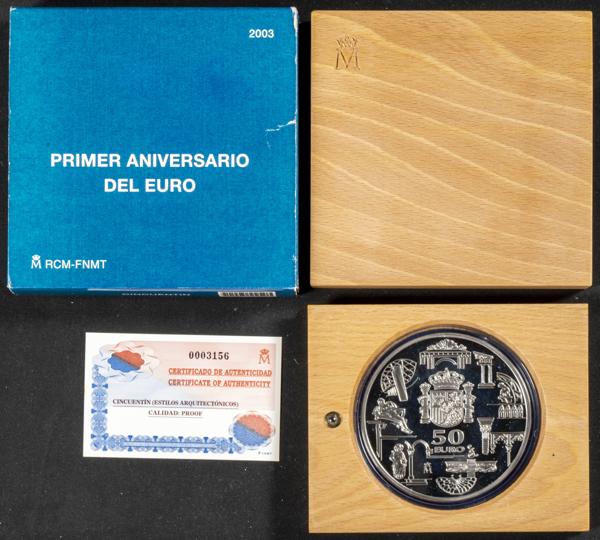 2003
PRIMER ANIVERSARIO
DEL EURO
M RCM-FNMT
CINCUENTIN
M
0003156
CERTIFICADO DE AUTENTICIDAD
CERTIFICATE OF AUTHENTICITY
CINCUENTÍN (ESTILOS ARQUITECTÓNICOS)
CALIDAD: PROOF
F.N.M.T.
50
EURO
M